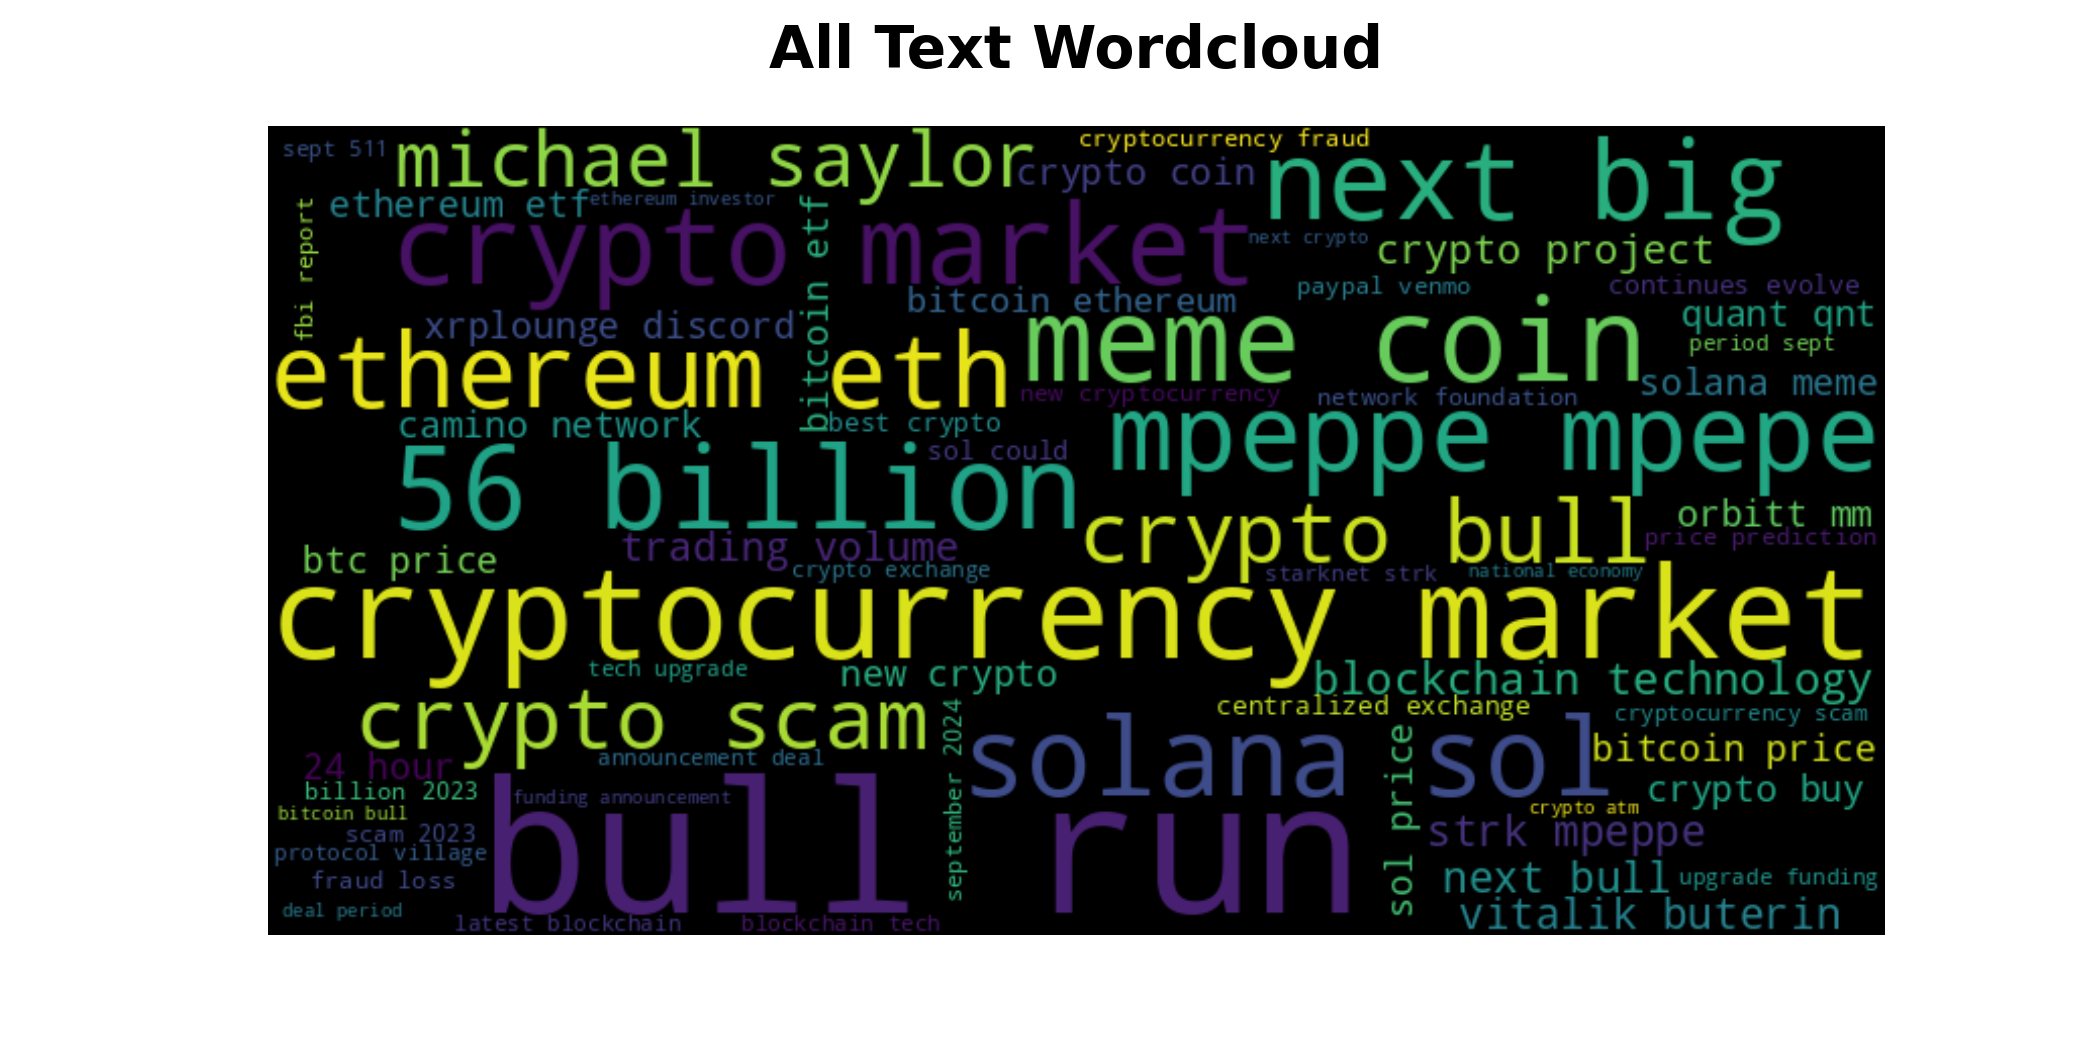 All Text Wordcloud
sept 511
michael saylor
cryptocurrency fraud
crypto coin
next big
ethereum etf
ethereum investor
fbi report
crypto market
bitcoin etf
next crypto
crypto project
bitcoin ethereum
paypal venmo
continues evolve
xrplounge discord
meme coin
quant qnt
period sept
ethereum eth
new cryptocurrency
network foundation
solana meme
camino network
best crypto
mpeppe mpepe
sol could
56 billion
crypto bull
orbitt mm
btc price
trading volume
price prediction
crypto exchange
starknet strk
national economy
cryptocurrency market
tech upgrade
new crypto
blockchain technology
crypto scam
centralized exchange
cryptocurrency scam
september 2024
solana sol
sol price
bitcoin price
24 hour
announcement deal
billion 2023
funding announcement
crypto buy
bitcoin bull
crypto atm
scam 2023
bull run
strk mpeppe
protocol village
fraud loss
next bull
upgrade funding
deal period
latest blockchain
blockchain tech
vitalik buterin